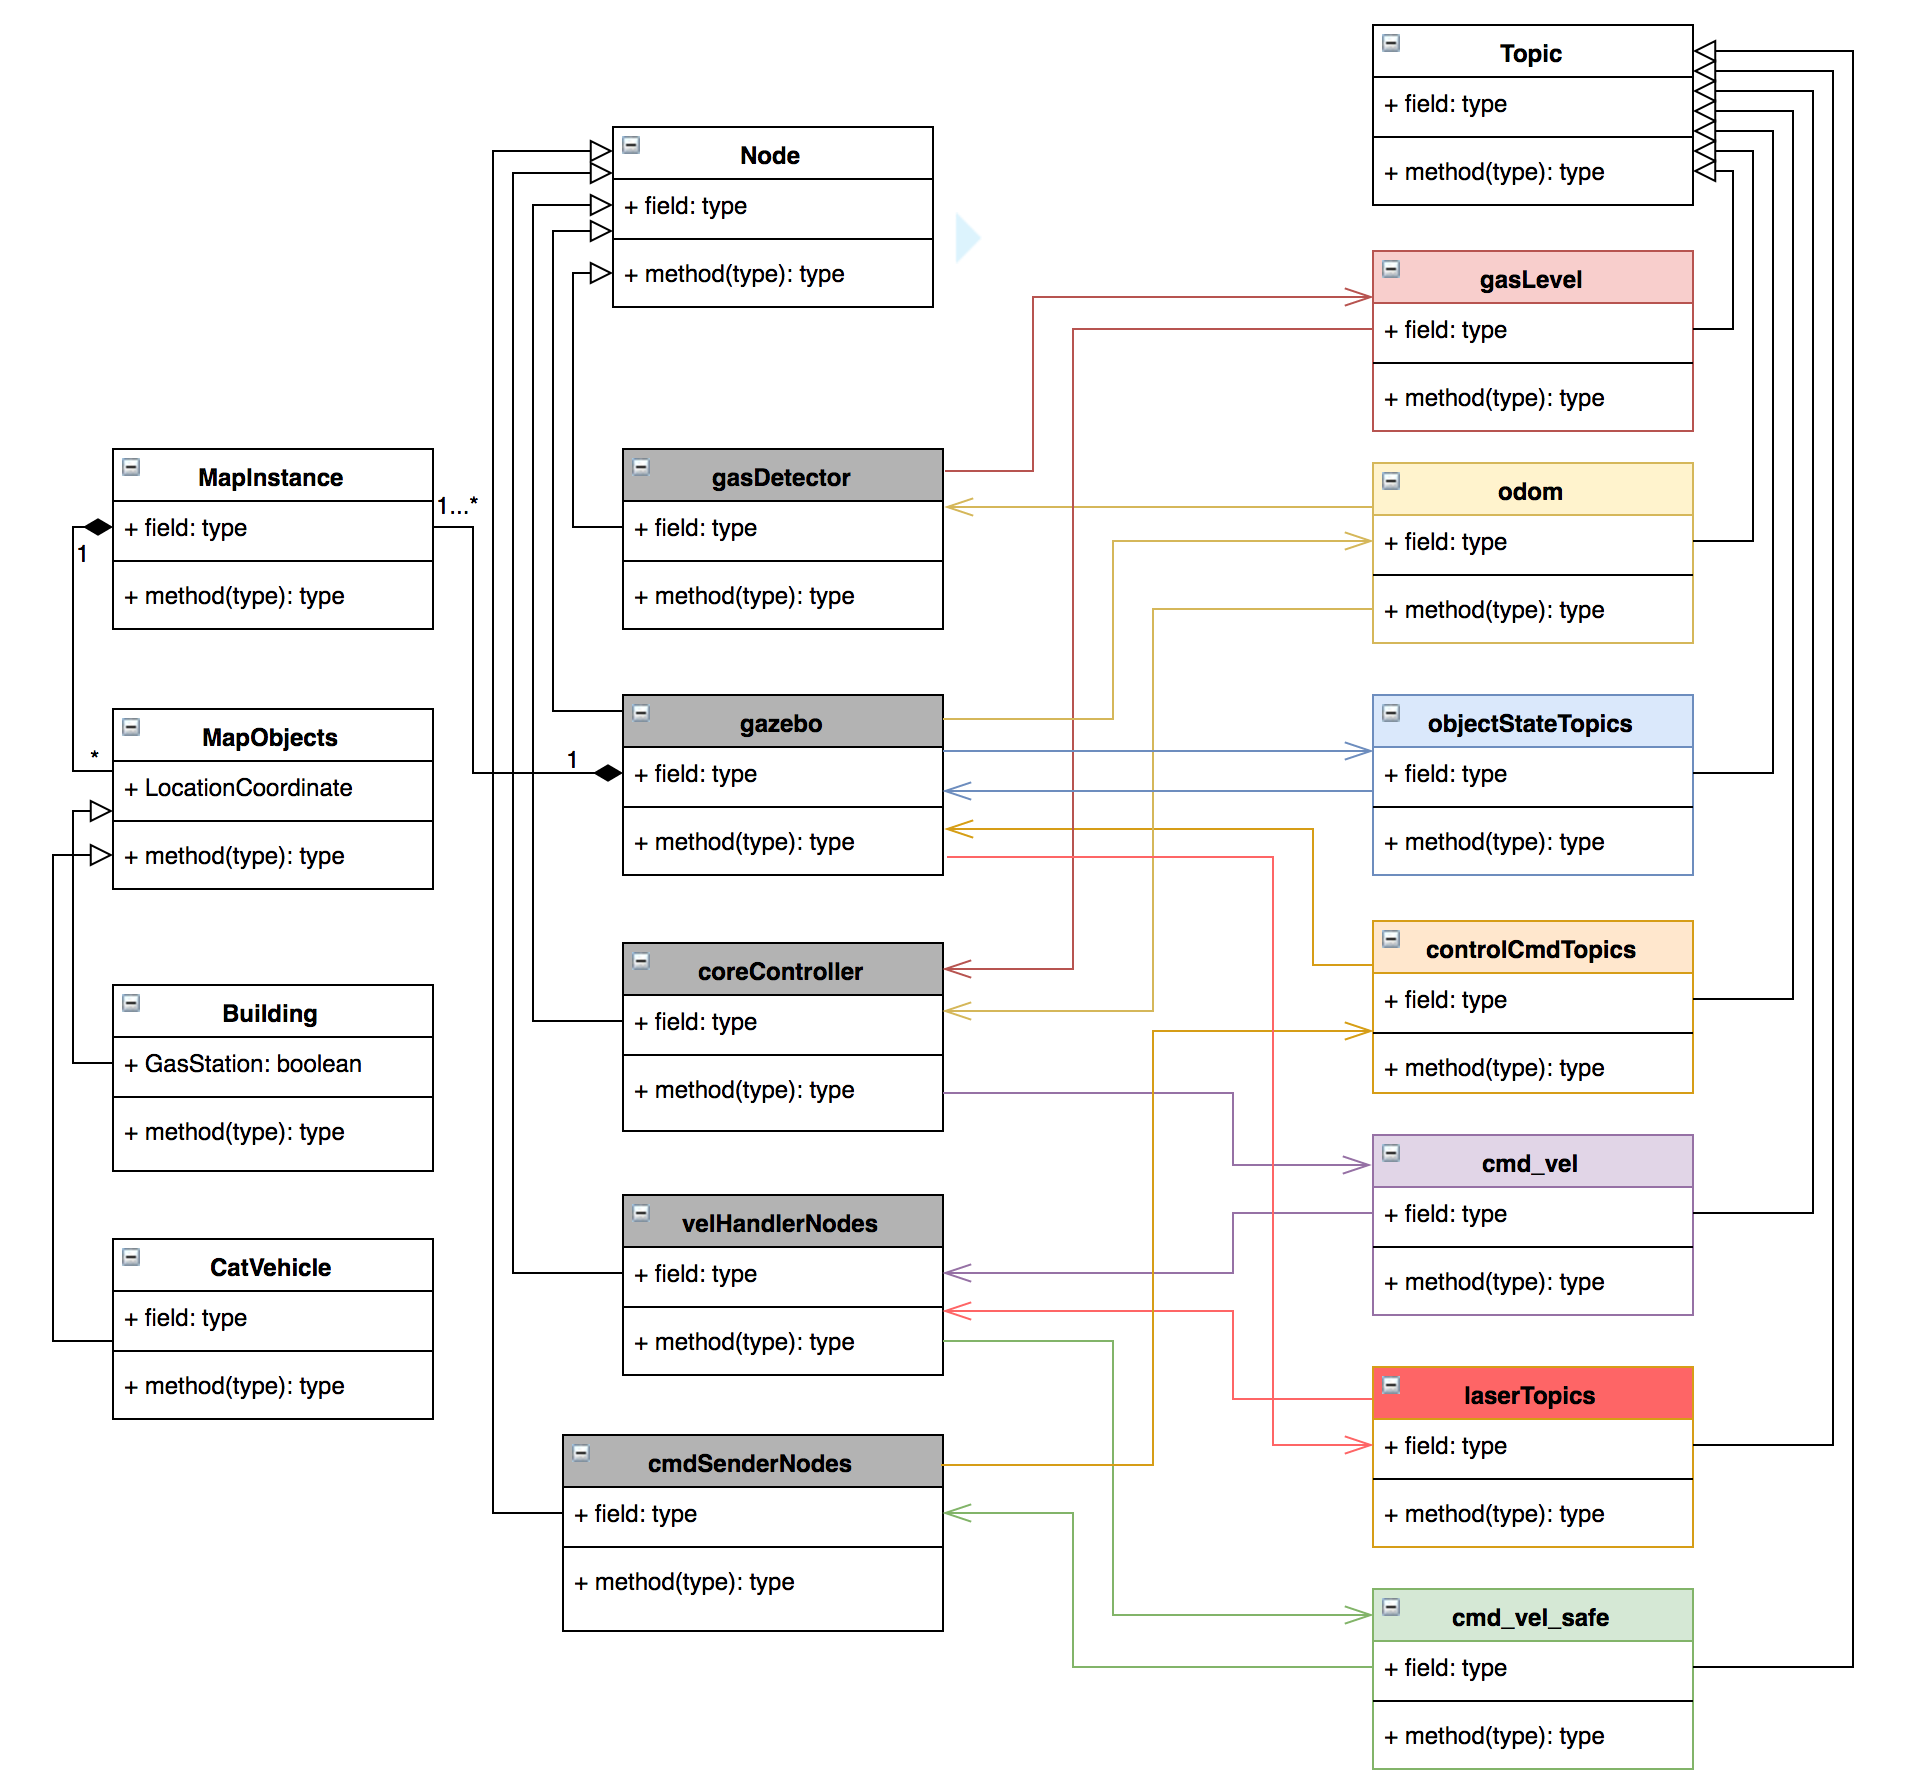 Topic
+ field: type
+ method(type): type
Node
+ field: type
+ method(type): type
gasLevel
+ field: type
+ method(type): type
MapInstance
+ field: type
+ method(type): type
1...*
1
gasDetector
+ field: type
+ method(type): type
odom
+ field: type
+ method(type): type
MapObjects
+ LocationCoordinate
+ method(type): type
*
1
gazebo
+ field: type
+ method(type): type
objectStateTopics
+ field: type
+ method(type): type
Building
+ GasStation: boolean
+ method(type): type
coreController
+ field: type
+ method(type): type
controlCmdTopics
+ field: type
+ method(type): type
CatVehicle
+ field: type
+ method(type): type
velHandlerNodes
+ field: type
+ method(type): type
cmd_vel
+ field: type
+ method(type): type
cmdSenderNodes
+ field: type
+ method(type): type
laserTopics
+ field: type
+ method(type): type
cmd_vel_safe
+ field: type
+ method(type): type